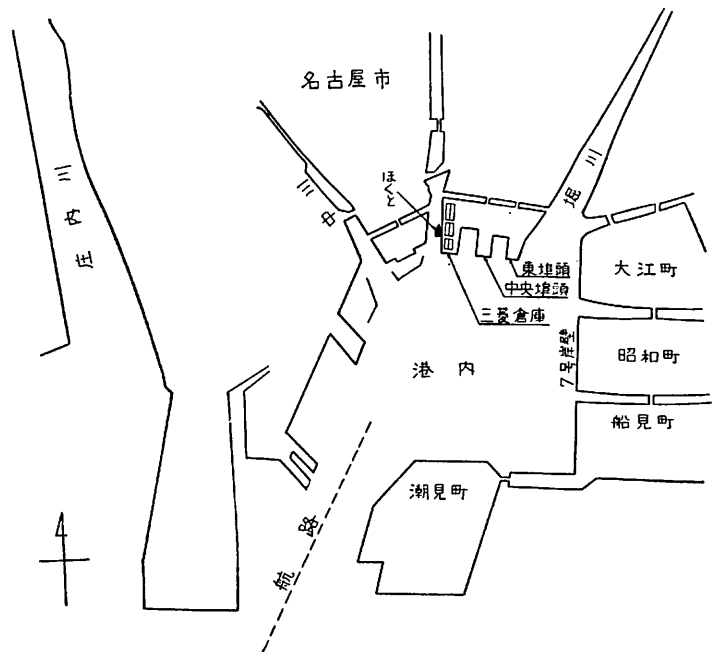 名古屋市
庄内川
中川
ほくと
堀川
東埠頭
中央埠頭
三菱倉庫
大江町
7号岸壁
昭和町
港内
船見町
潮見町
航路